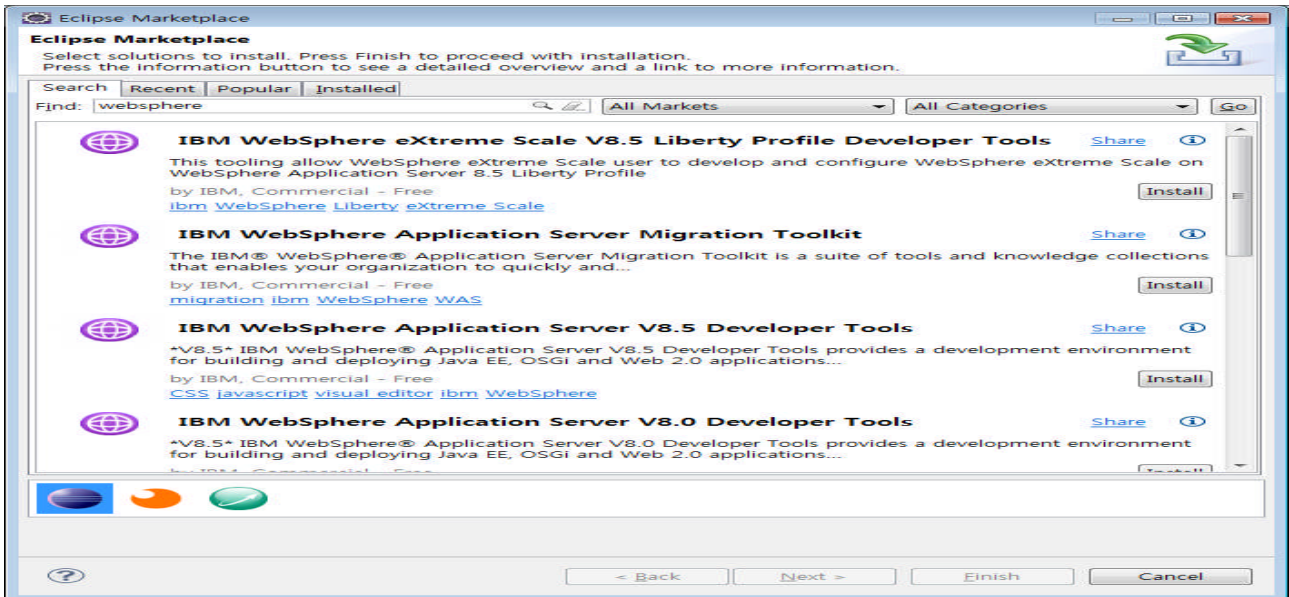 Eclipse Marketplace
Eclipse Marketplace
Select solutions to install. Press Finish to proceed with installation.
Press the information button to see a detailed overview and a link to more information.
Search Recent Popular Installed
Find: websphere All Markets All Categories Go
IBM WebSphere eXtreme Scale V8.5 Liberty Profile Developer Tools Share
This tooling allow WebSphere eXtreme Scale user to develop and configure WebSphere eXtreme Scale on
WebSphere Application Server 8.5 Liberty Profile
by IBM, Commercial - Free Install
ibm WebSphere Liberty eXtreme Scale
IBM WebSphere Application Server Migration Toolkit Share
The IBM® WebSphere® Application Server Migration Toolkit is a suite of tools and knowledge collections
that enables your organization to quickly and...
by IBM, Commercial - Free Install
migration ibm WebSphere WAS
IBM WebSphere Application Server V8.5 Developer Tools Share
*V8.5* IBM WebSphere® Application Server V8.5 Developer Tools provides a development environment
for building and deploying Java EE, OSGi and Web 2.0 applications...
by IBM, Commercial - Free Install
CSS javascript visual editor ibm WebSphere
IBM WebSphere Application Server V8.0 Developer Tools Share
*V8.5* IBM WebSphere® Application Server V8.0 Developer Tools provides a development environment
for building and deploying Java EE, OSGi and Web 2.0 applications...
by IBM, Commercial - Free Install
< Back Next > Finish Cancel